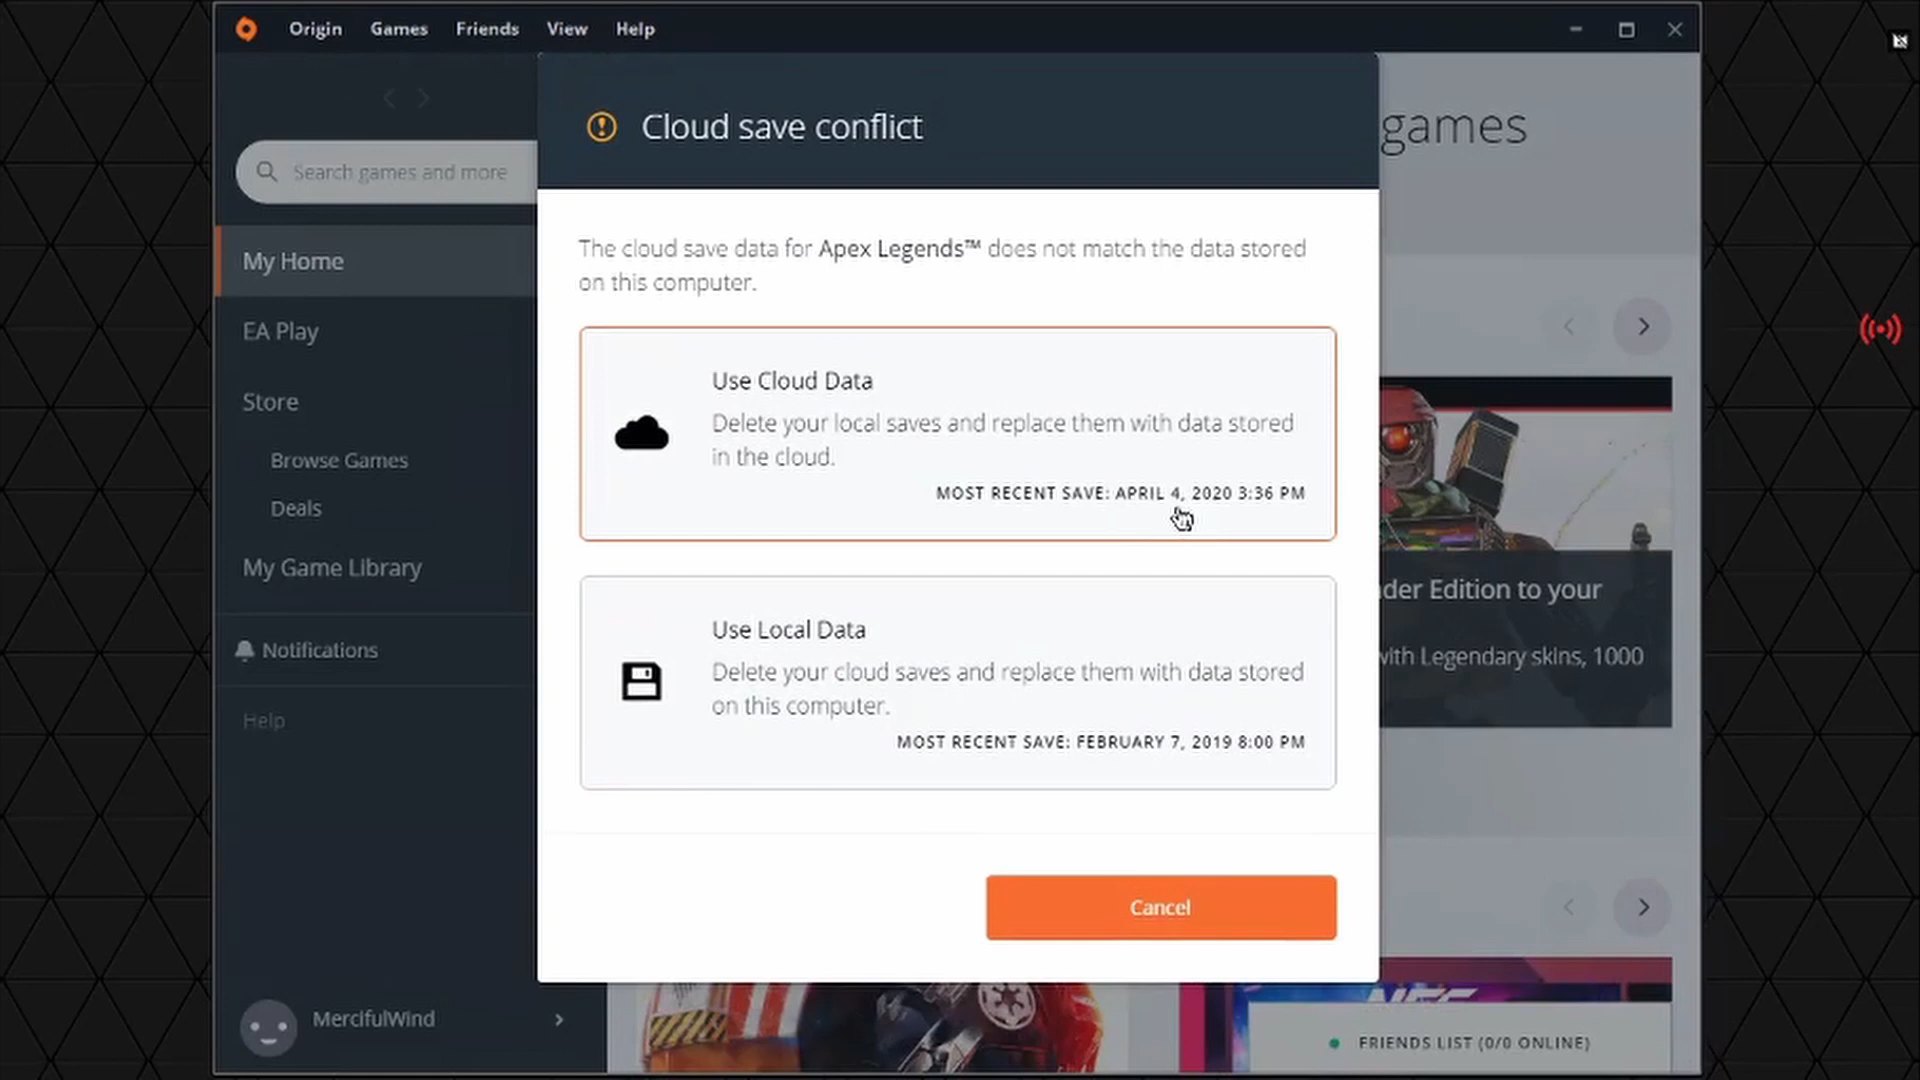 Origin Games Friends View Help
Cloud save conflict
games
Search games and more
The cloud save data for Apex Legends™ does not match the data stored
on this computer.
My Home
EA Play
Store
Browse Games
Deals
My Game Library
Notifications
Help
Use Cloud Data
Delete your local saves and replace them with data stored
in the cloud.
MOST RECENT SAVE: APRIL 4, 2020 3:36 PM
Use Local Data
Delete your cloud saves and replace them with data stored
on this computer.
MOST RECENT SAVE: FEBRUARY 7, 2019 8:00 PM
Edition to your
with Legendary skins, 1000
Cancel
MercifulWind
FRIENDS LIST (0/0 ONLINE)